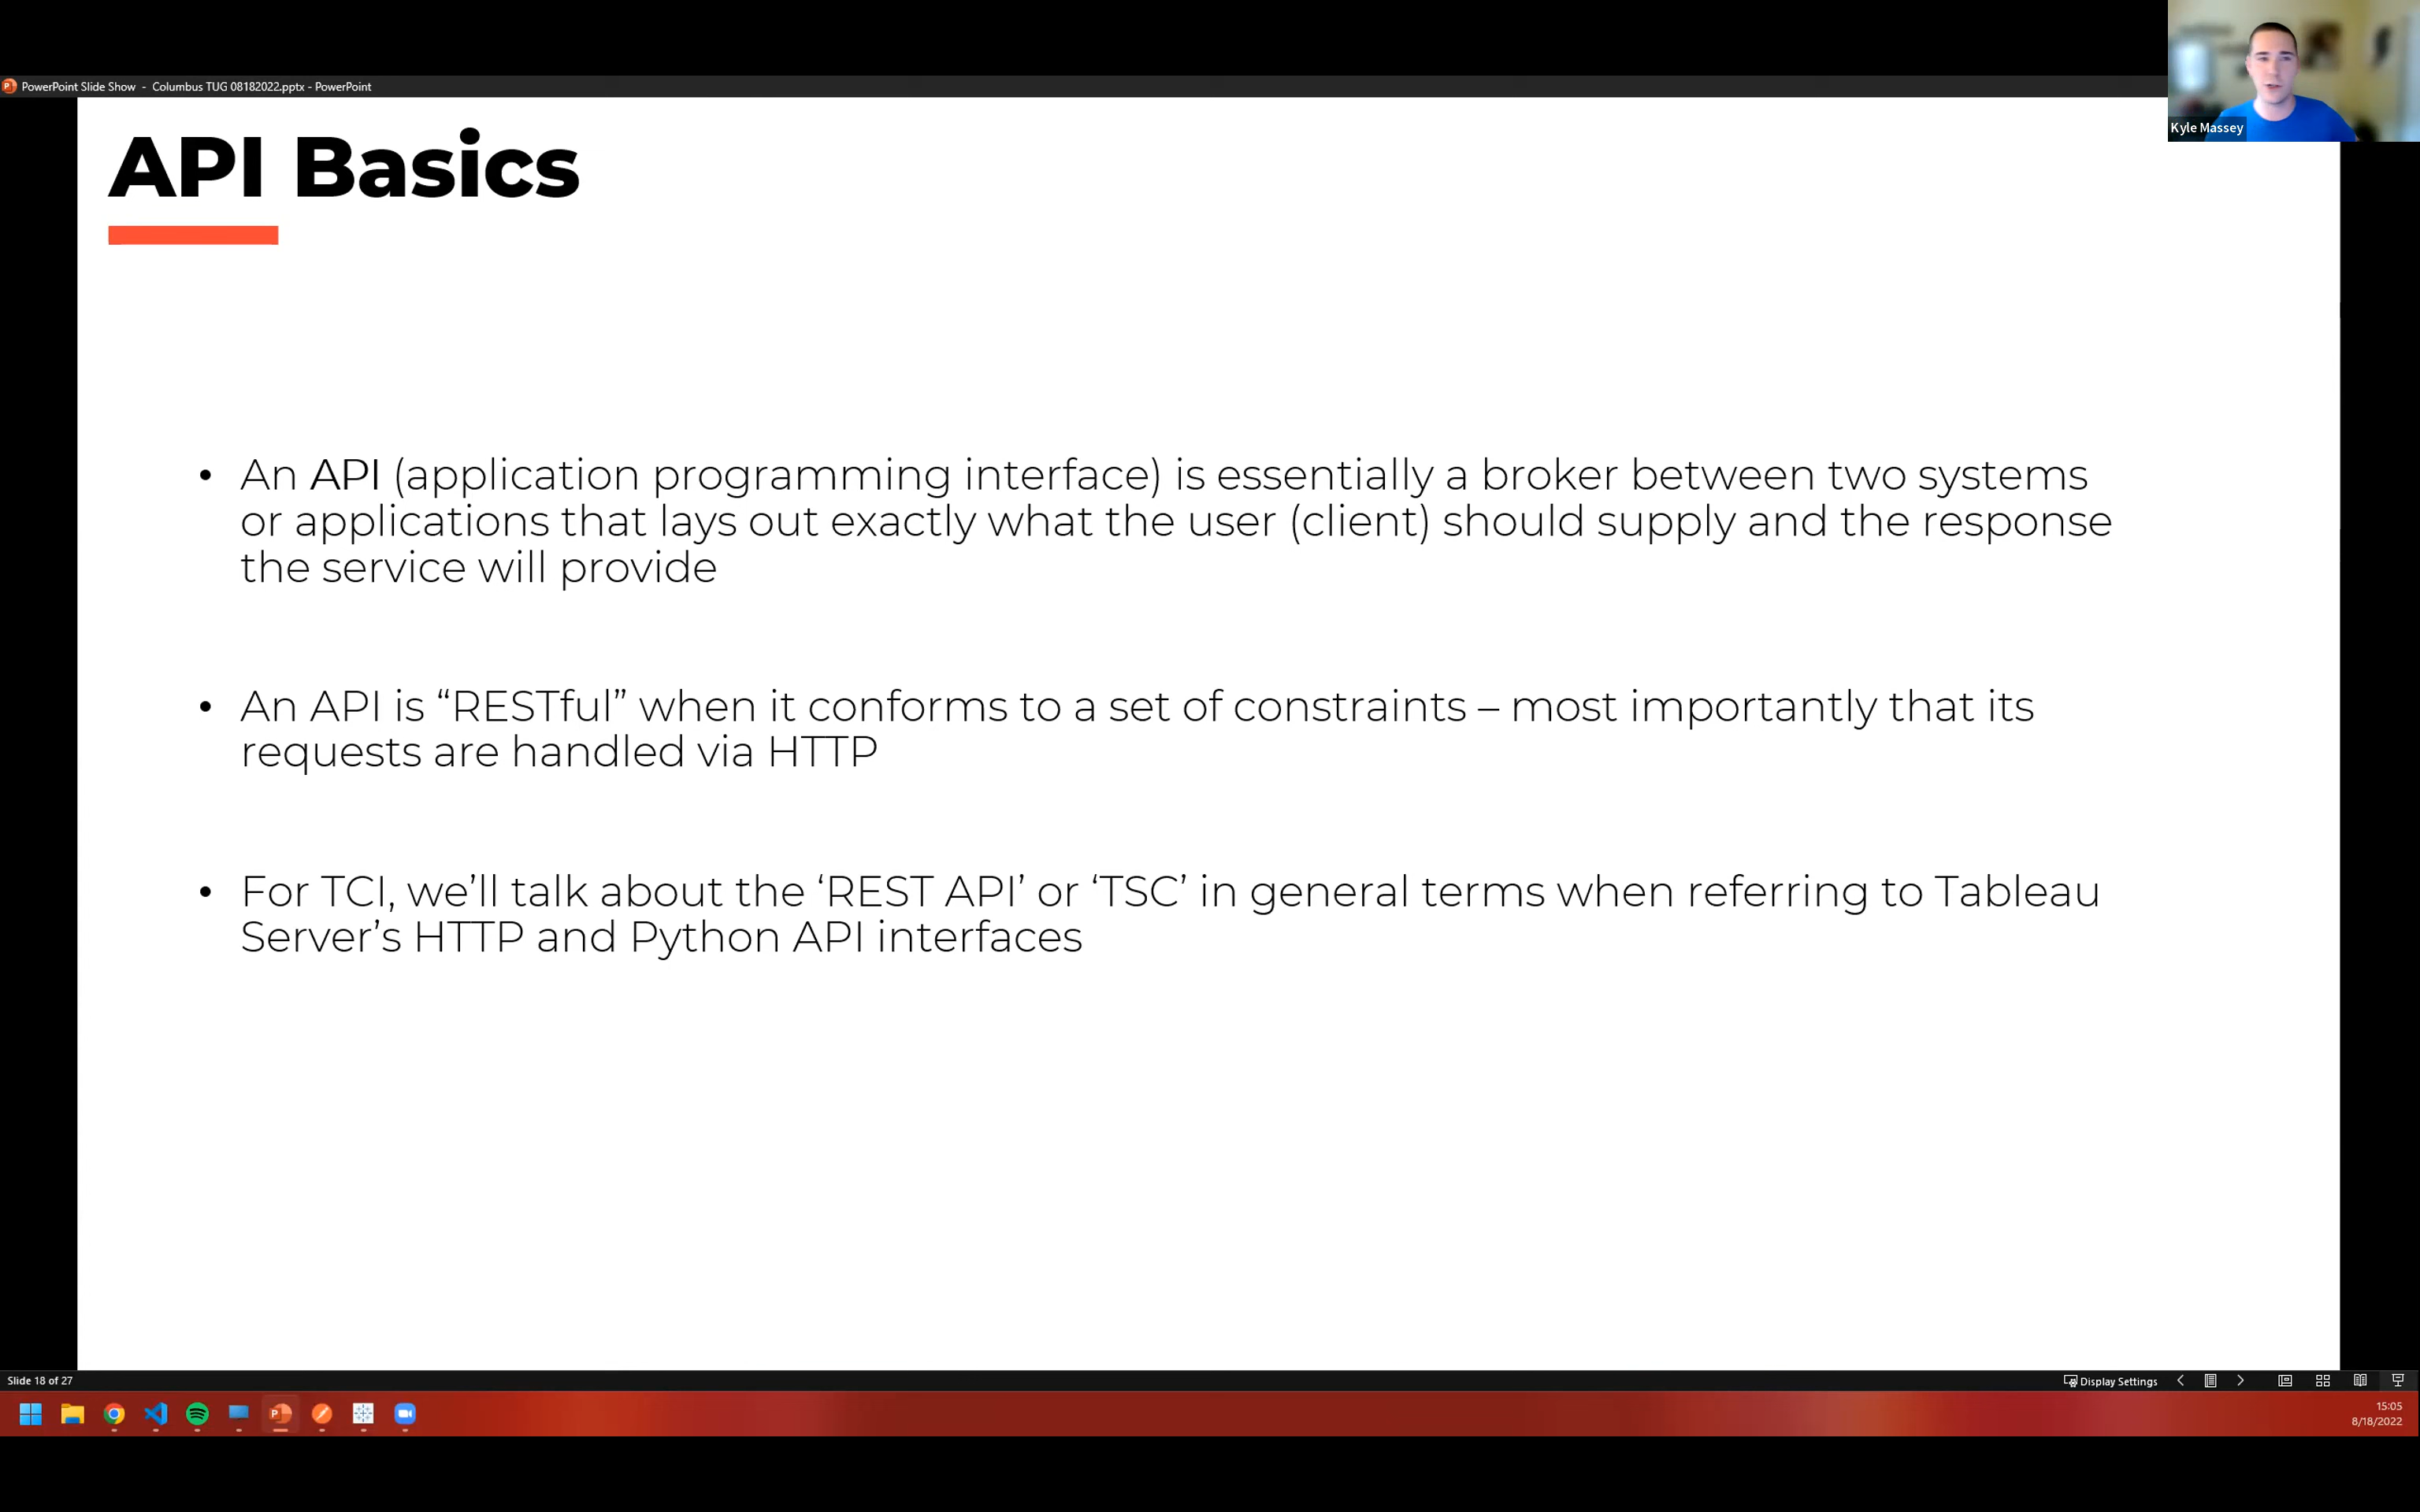 PowerPoint Slide Show - Columbus TUG 08182022.pptx - PowerPoint
Kyle Massey
API Basics
• An API (application programming interface) is essentially a broker between two systems
or applications that lays out exactly what the user (client) should supply and the response
the service will provide
• An API is “RESTful” when it conforms to a set of constraints – most importantly that its
requests are handled via HTTP
• For TCI, we’ll talk about the ‘REST API’ or ‘TSC’ in general terms when referring to Tableau
Server’s HTTP and Python API interfaces
Slide 18 of 27
Display Settings
15:05
8/18/2022